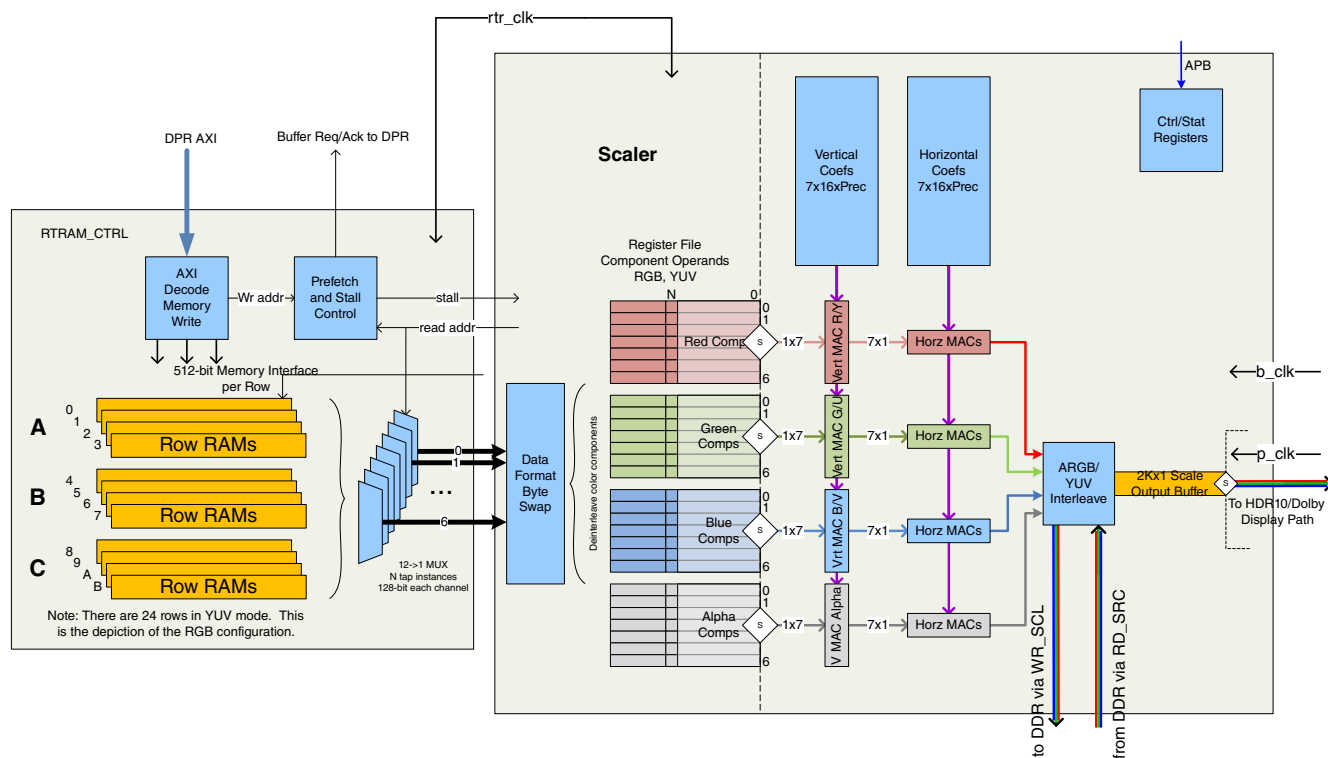 rtr_clk
APB
Ctrl/Stat
Registers
DPR AXI
Buffer Req/Ack to DPR
Scaler
Vertical
Coefs
7x16xPrec
Horizontal
Coefs
7x16xPrec
RTRAM_CTRL
AXI
Decode
Memory
Write
Wr addr
Prefetch
and Stall
Control
stall
read addr
512-bit Memory Interface
per Row
Register File
Component Operands
RGB, YUV
N
0
0
1
Red Comps
6
S
1x7
Vert MAC R/Y
7x1
Horz MACs
0
1
Green
Comps
6
S
1x7
Vert MAC G/U
7x1
Horz MACs
0
1
Blue
Comps
6
S
1x7
Vrt MAC B/V
7x1
Horz MACs
0
1
Alpha
Comps
6
S
1x7
V MAC Alpha
7x1
Horz MACs
A
0
1
2
3
Row RAMs
B
4
5
6
7
Row RAMs
C
8
9
A
B
Row RAMs
Note: There are 24 rows in YUV mode. This
is the depiction of the RGB configuration.
0
1
...
6
12->1 MUX
N tap instances
128-bit each channel
Data
Format
Byte
Swap
Deinterleave color components
b_clk
p_clk
ARGB/
YUV
Interleave
2Kx1 Scale
Output Buffer
S
To HDR10/Dolby
Display Path
to DDR via WR_SCL
from DDR via RD_SRC